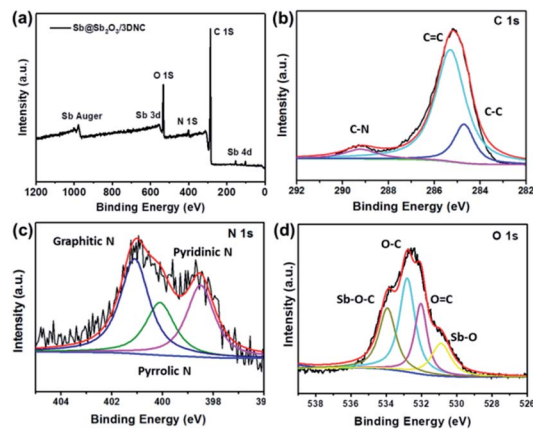 (a)
Sb@Sb₂O₃/3DNC
C 1S
O 1S
Sb Auger
Sb 3d
N 1S
Sb 4d
Intensity (a.u.)
1200 1000 800 600 400 200 0
Binding Energy (eV)
(b)
C 1s
C=C
C-N
C-C
Intensity (a.u.)
292 290 288 286 284 282
Binding Energy (eV)
(c)
N 1s
Graphitic N
Pyridinic N
Pyrrolic N
Intensity (a.u.)
404 402 400 398 39
Binding Energy (eV)
(d)
O 1s
O-C
Sb-O-C
O=C
Sb-O
Intensity (a.u.)
538 536 534 532 530 528 526
Binding Energy (eV)